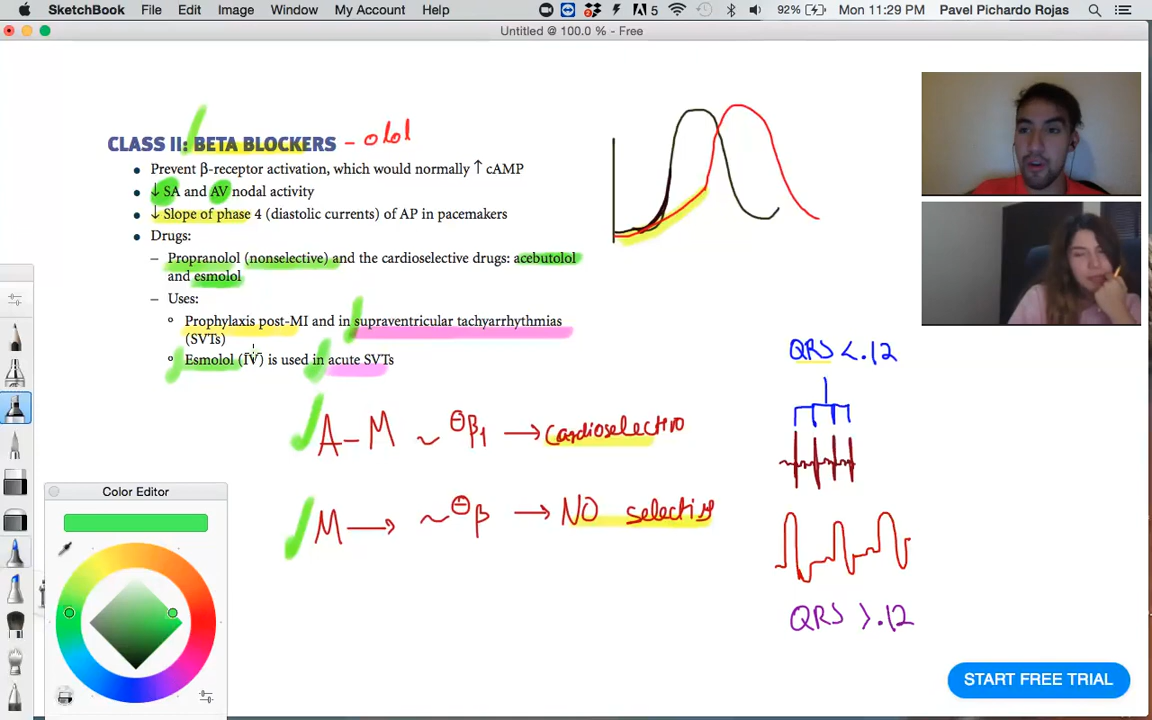 SketchBook File Edit Image Window My Account Help 5 92% Mon 11:29 PM Pavel Pichardo Rojas
Untitled @ 100.0 % - Free
CLASS II: BETA BLOCKERS - olol
• Prevent β-receptor activation, which would normally ↑ cAMP
• ↓ SA and AV nodal activity
• ↓ Slope of phase 4 (diastolic currents) of AP in pacemakers
• Drugs:
– Propranolol (nonselective) and the cardioselective drugs: acebutolol
and esmolol
– Uses:
° Prophylaxis post-MI and in supraventricular tachyarrhythmias
(SVTs)
° Esmolol (IV) is used in acute SVTs
QRS <.12
A-M ~ ⊖β1 → cardioselectivo
M → ~⊖β → NO selectivo
QRS >.12
Color Editor
START FREE TRIAL